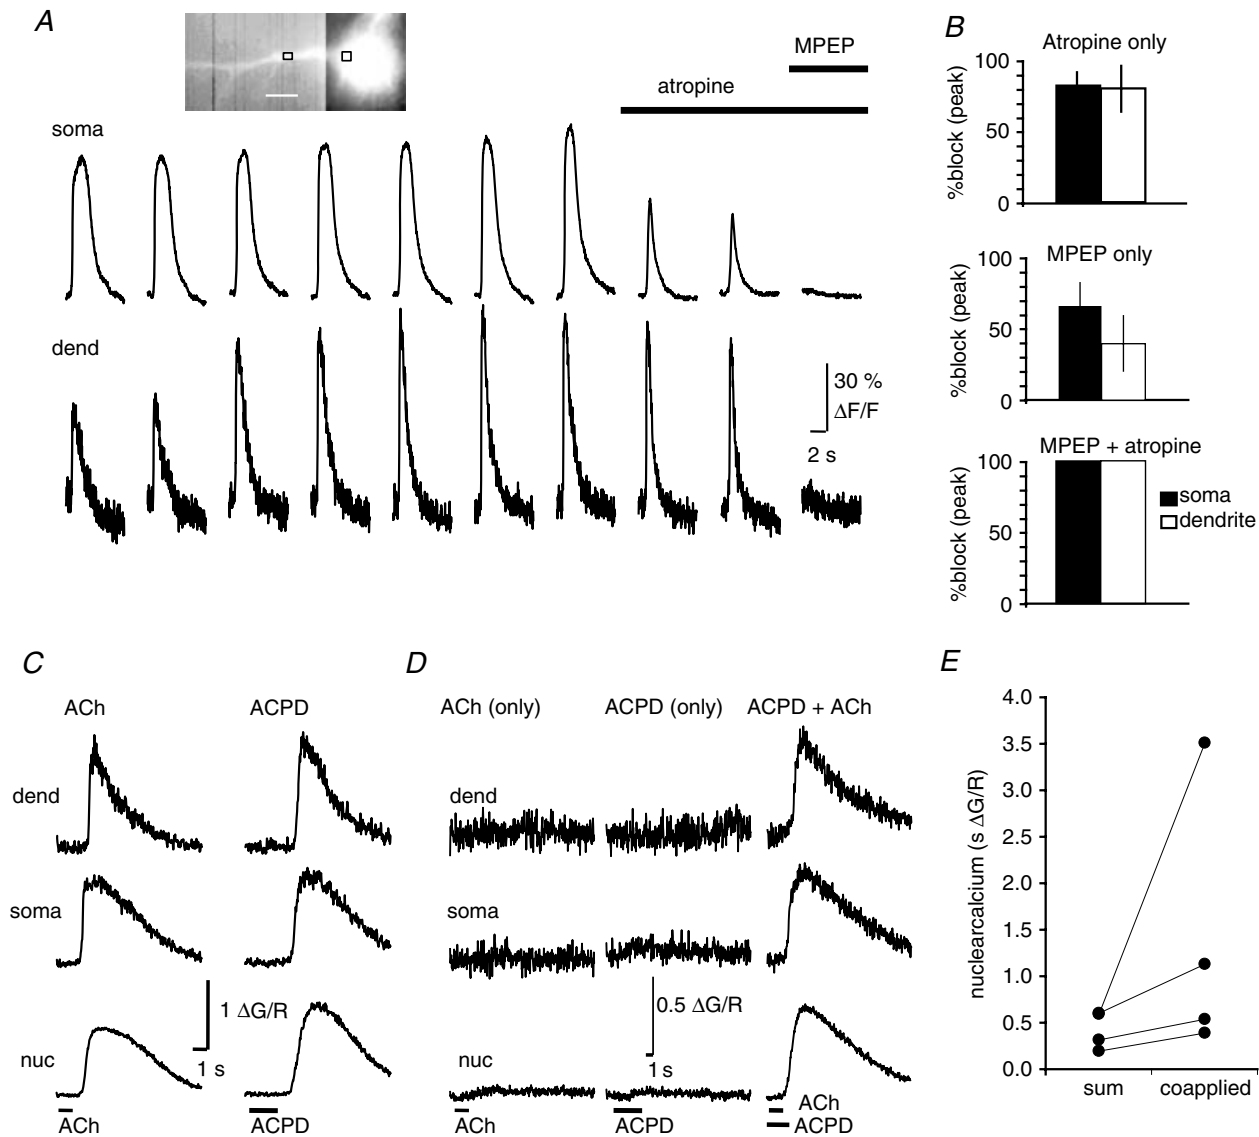 A
MPEP
atropine
soma
dend
30 %
ΔF/F
2 s
B
Atropine only
100
50
0
%block (peak)
MPEP only
100
50
0
%block (peak)
MPEP + atropine
100
50
0
%block (peak)
soma
dendrite
C
ACh
ACPD
dend
soma
nuc
1 ΔG/R
1 s
ACh
ACPD
D
ACh (only)
ACPD (only)
ACPD + ACh
dend
soma
nuc
0.5 ΔG/R
1 s
ACh
ACPD
ACh
ACPD
E
4.0
3.5
3.0
2.5
2.0
1.5
1.0
0.5
0.0
nuclearcalcium (s ΔG/R)
sum
coapplied